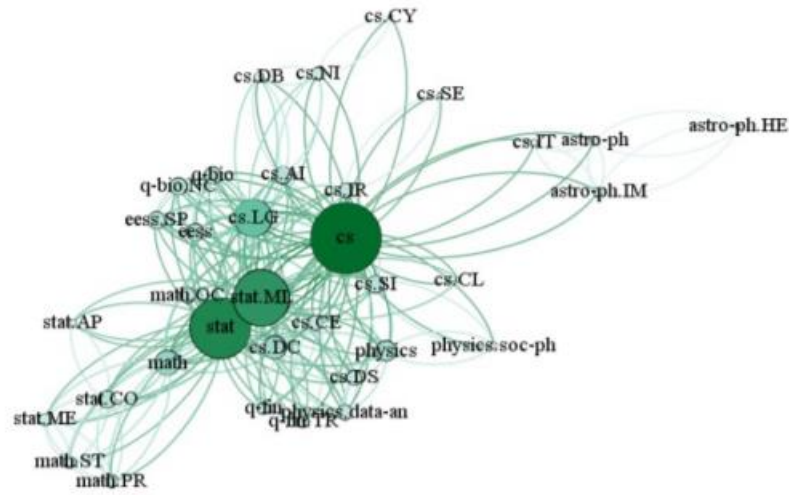 cs.CY
cs.DB
cs.NI
cs.SE
astro-ph.HE
cs.IT
astro-ph
q-bio
cs.AI
q-bio.NC
cs.IR
astro-ph.IM
eess.SP
cs.LG
eess
cs
cs.SI
cs.CL
math.OC
stat.ML
stat.AP
stat
cs.CE
cs.DC
physics
physics.soc-ph
math
cs.DS
stat.CO
q-fin
physics.data-an
stat.ME
q-fin.TR
math.ST
math.PR